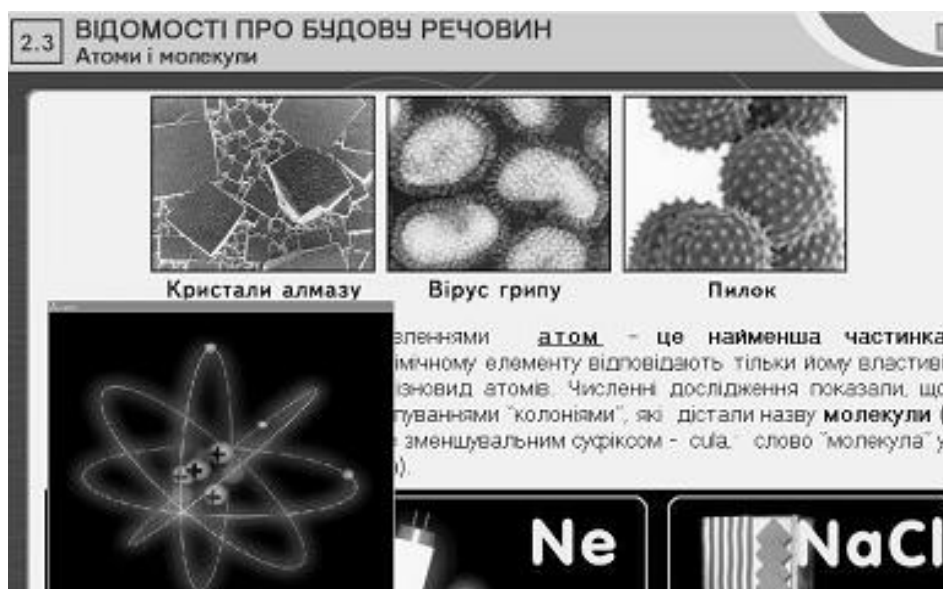 2.3
ВІДОМОСТІ ПРО БУДОВУ РЕЧОВИН
Атоми і молекули
Кристали алмазу
Вірус грипу
Пилок
вленнями атом - це найменша частинка
імічному елементу відповідають тільки йому властиві
ізновид атомів. Численні дослідження показали, що
пуваннями "колоніями", які дістали назву молекули
зменшувальним суфіксом - cula, слово "молекула" у
Ne
NaCl